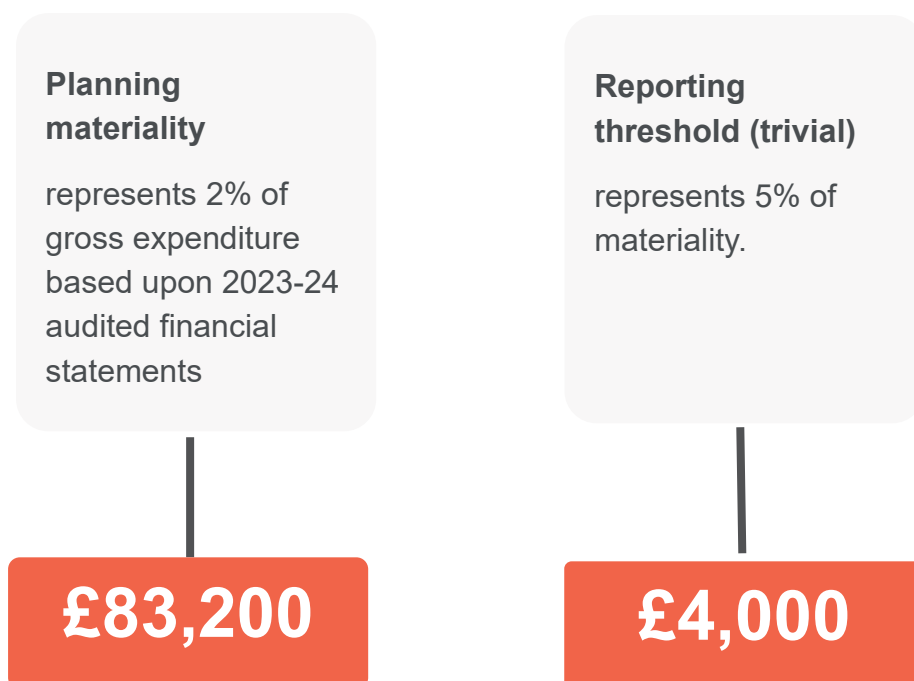 Planning
materiality
represents 2% of
gross expenditure
based upon 2023-24
audited financial
statements
£83,200
Reporting
threshold (trivial)
represents 5% of
materiality.
£4,000